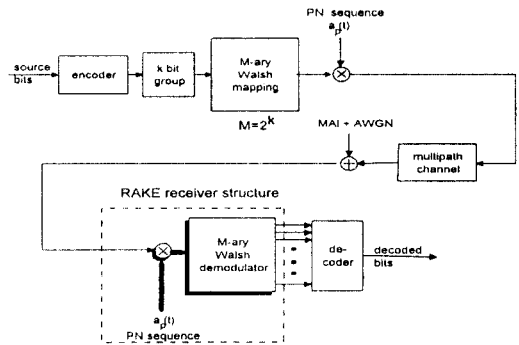 PN sequence
a_p(t)
source
bits
encoder
k bit
group
M-ary
Walsh
mapping
M=2^k
MAI + AWGN
multipath
channel
RAKE receiver structure
M-ary
Walsh
demodulator
de-
coder
decoded
bits
a_p(t)
PN sequence